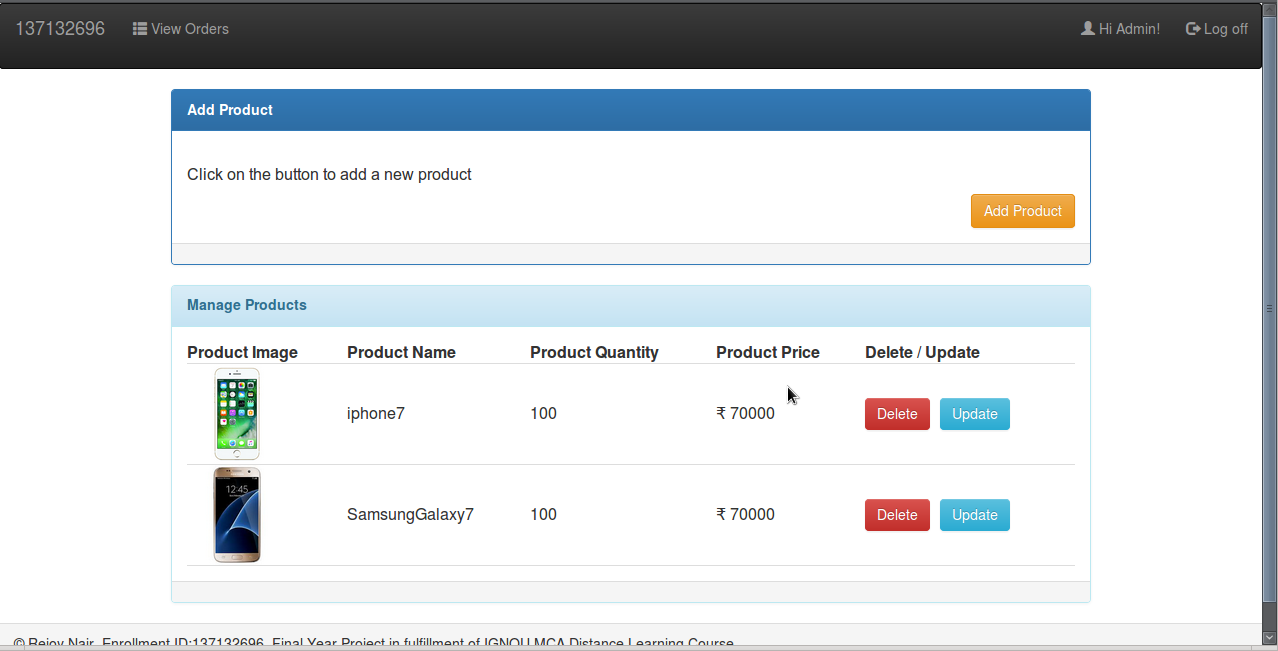 137132696 View Orders Hi Admin! Log off
Add Product
Click on the button to add a new product
Add Product
Manage Products
Product Image Product Name Product Quantity Product Price Delete / Update
iphone7 100 ₹ 70000 Delete Update
12:45
SamsungGalaxy7 100 ₹ 70000 Delete Update
© Rejoy Nair. Enrollment ID:137132696. Final Year Project in fulfillment of IGNOU MCA Distance Learning Course